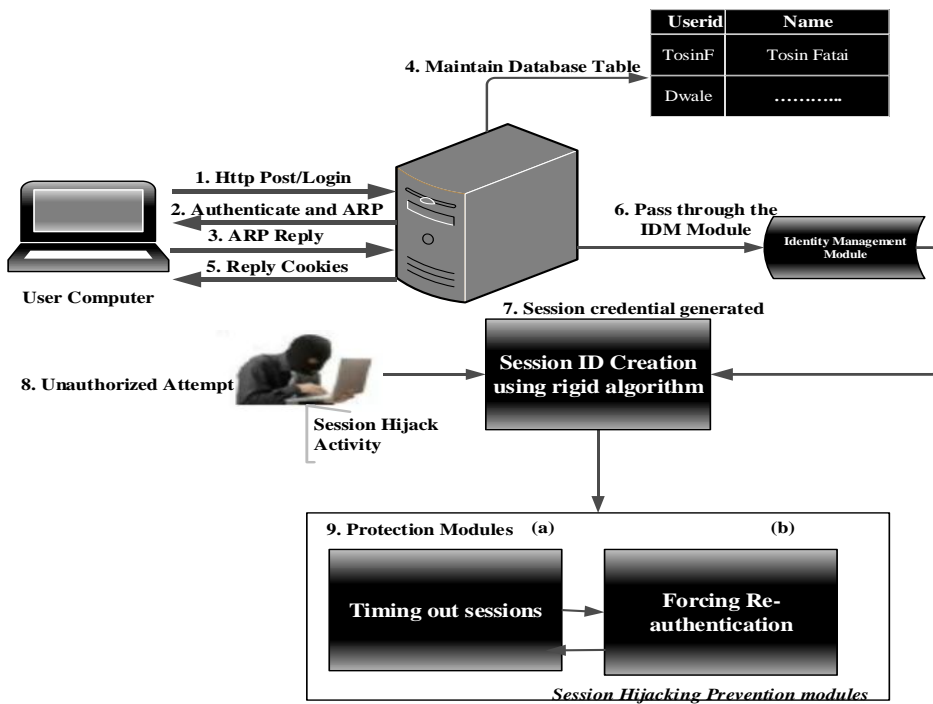 Userid Name
TosinF Tosin Fatai
Dwale ………...
4. Maintain Database Table
1. Http Post/Login
2. Authenticate and ARP
3. ARP Reply
5. Reply Cookies
User Computer
6. Pass through the
IDM Module
Identity Management
Module
7. Session credential generated
Session ID Creation
using rigid algorithm
8. Unauthorized Attempt
Session Hijack
Activity
9. Protection Modules (a) (b)
Timing out sessions
Forcing Re-
authentication
Session Hijacking Prevention modules